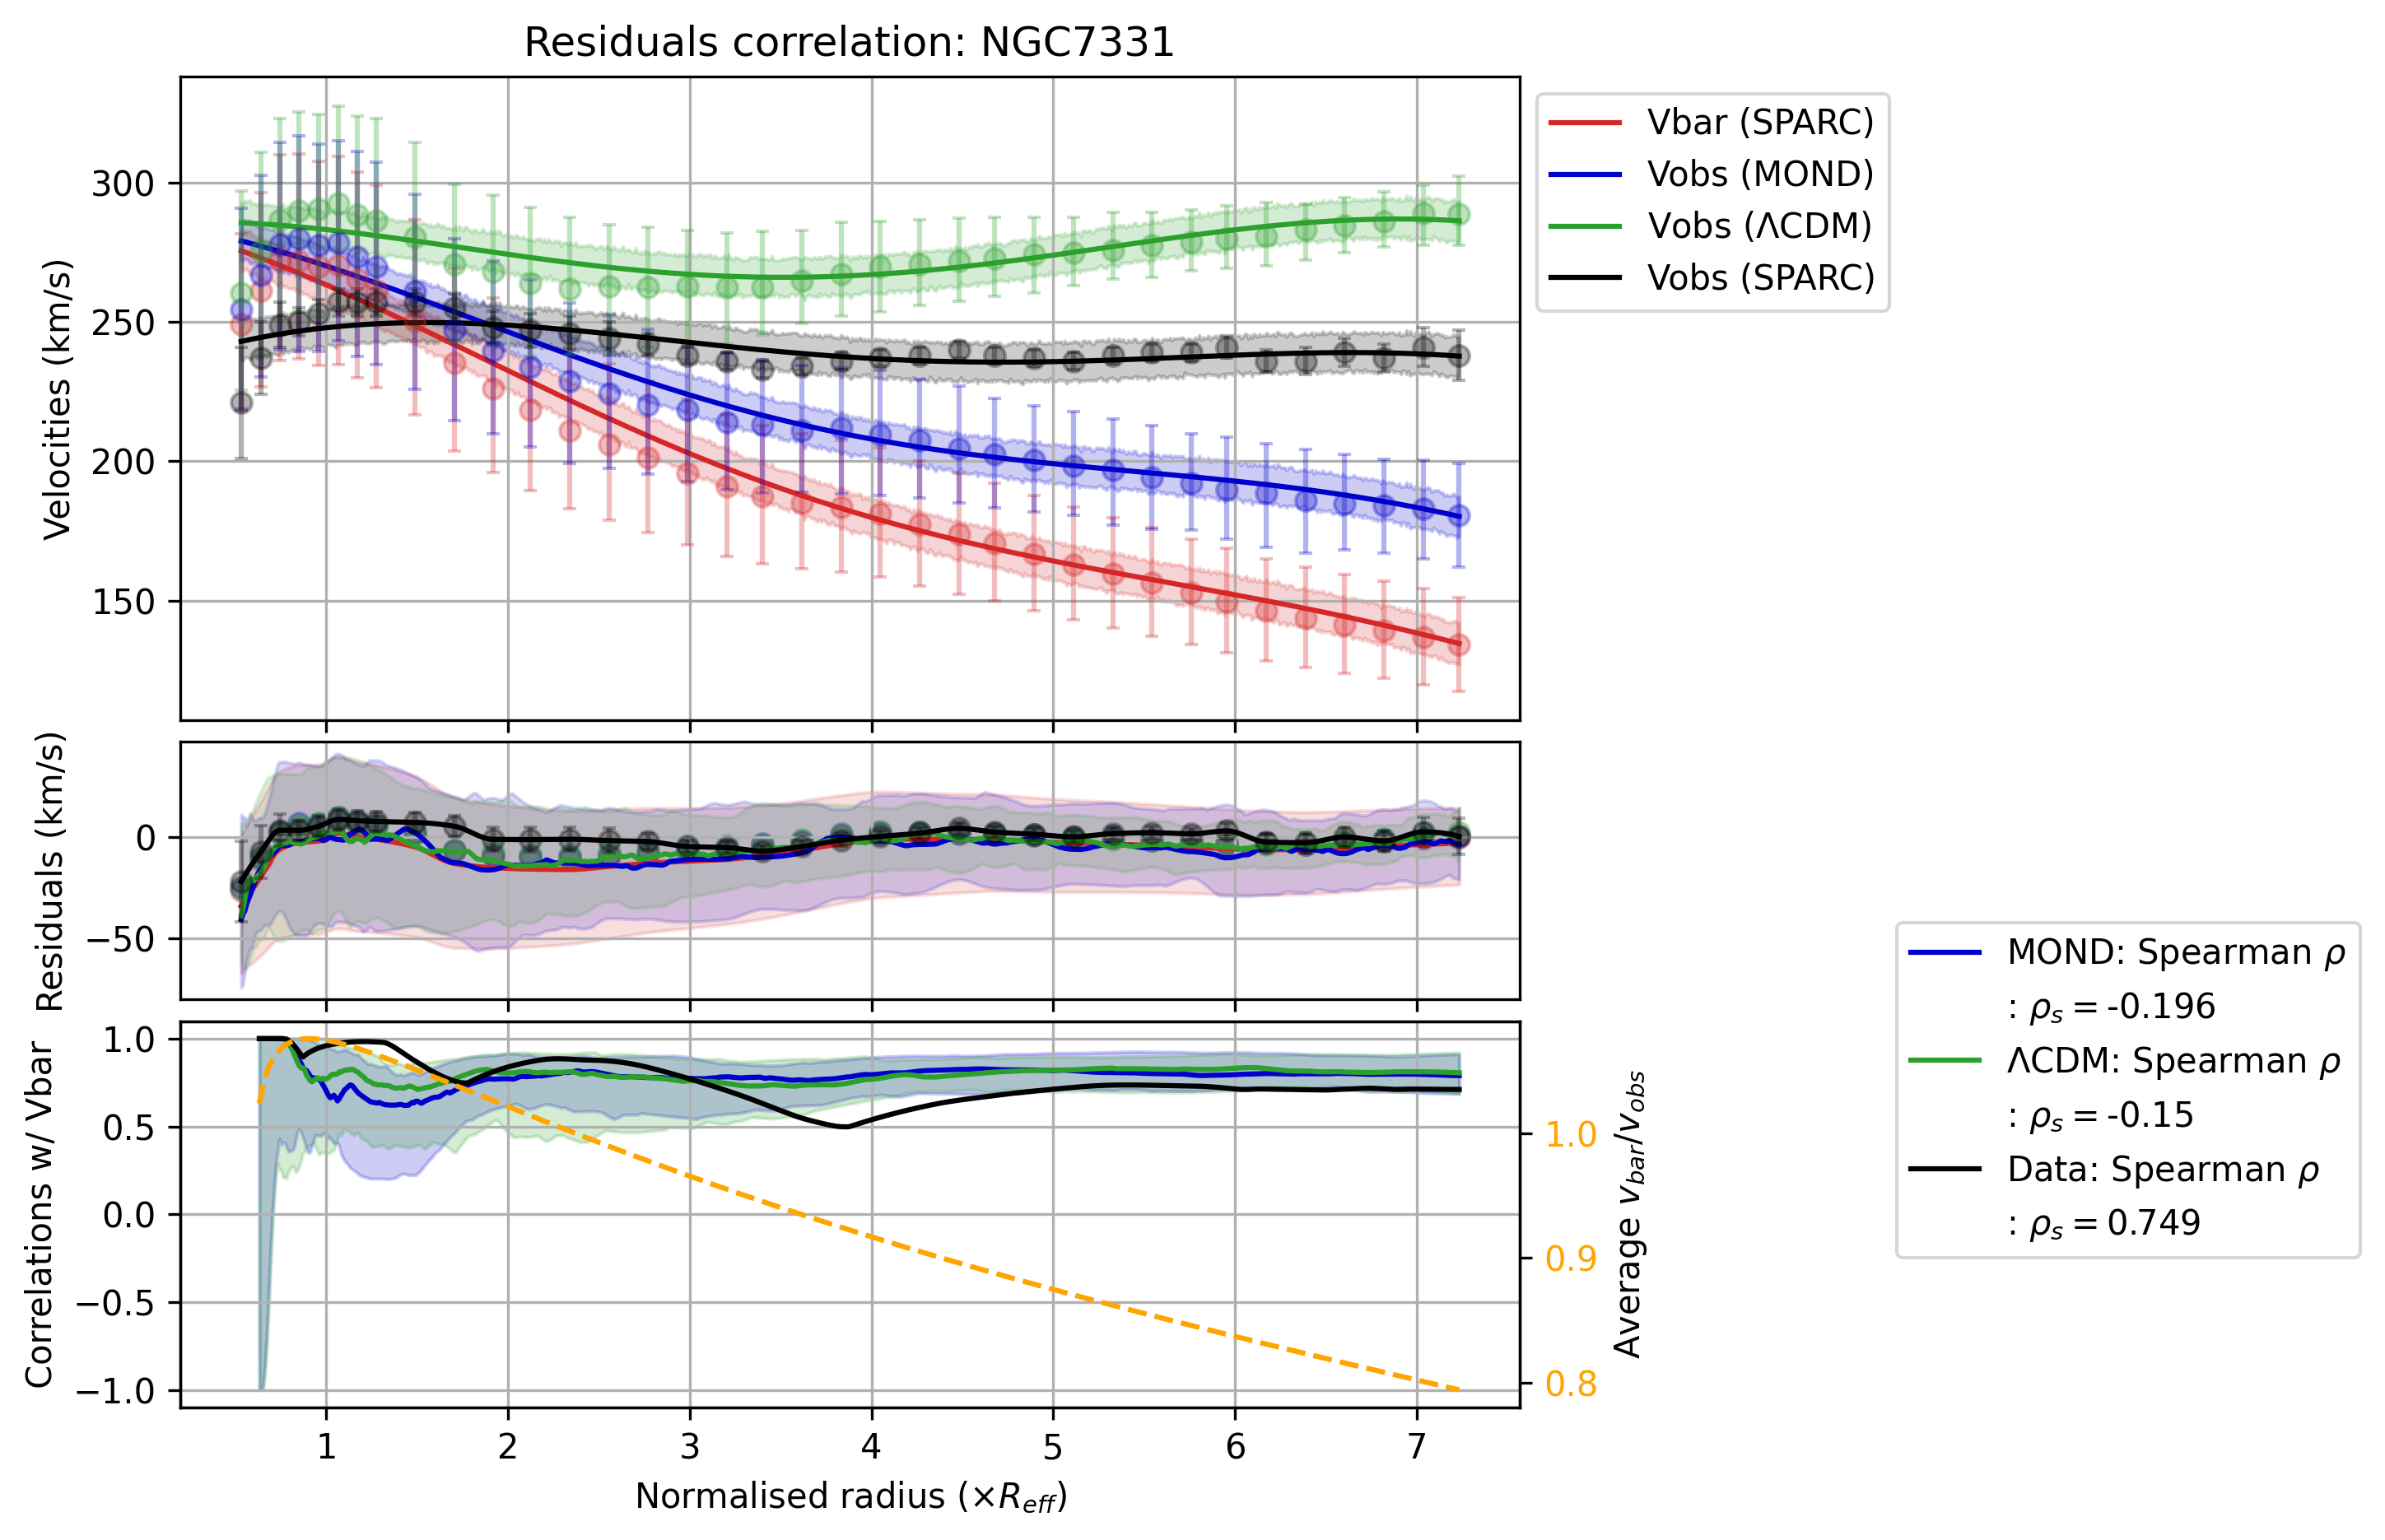 Residuals correlation: NGC7331
Velocities (km/s)
300
250
200
150
Vbar (SPARC)
Vobs (MOND)
Vobs (ΛCDM)
Vobs (SPARC)
Residuals (km/s)
0
−50
Correlations w/ Vbar
1.0
0.5
0.0
−0.5
−1.0
1.0
0.9
0.8
Average v_bar/v_obs
MOND: Spearman ρ
: ρ_s = -0.196
ΛCDM: Spearman ρ
: ρ_s = -0.15
Data: Spearman ρ
: ρ_s = 0.749
1 2 3 4 5 6 7
Normalised radius (×R_eff)